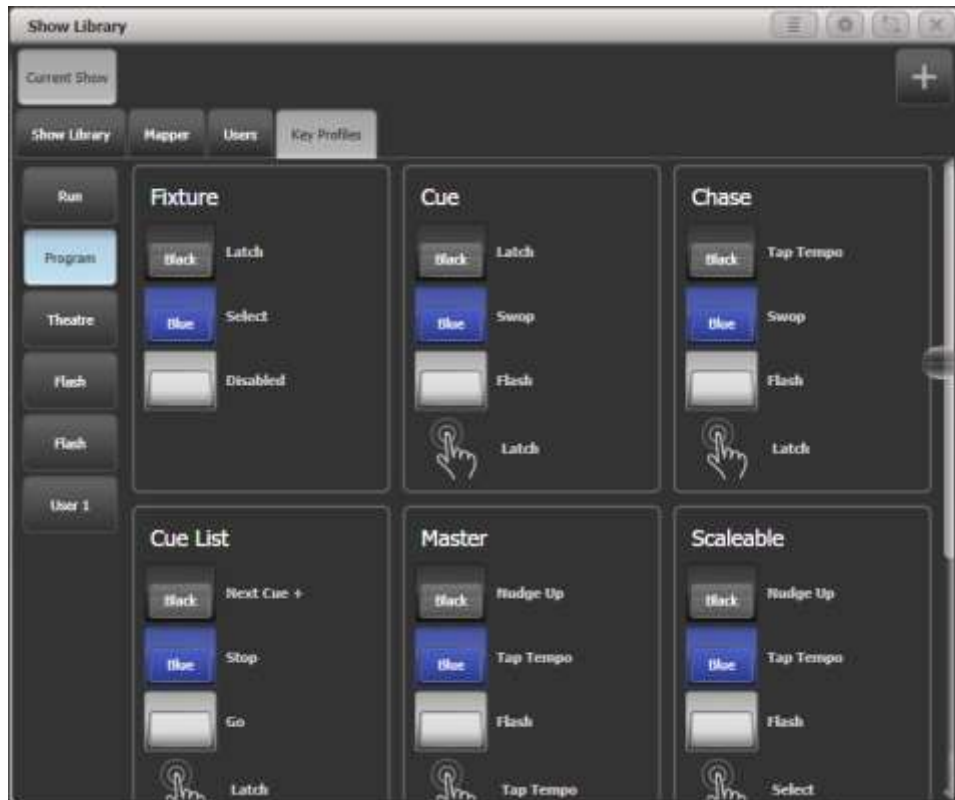 Show Library
Current Show
Show Library Mapper Users Key Profiles
Run
Program
Theatre
Flash
Flash
User 1
Fixture
Black Latch
Blue Select
Disabled
Cue
Black Latch
Blue Swop
Flash
Latch
Chase
Black Tap Tempo
Blue Swop
Flash
Latch
Cue List
Black Next Cue +
Blue Stop
Go
Latch
Master
Black Nudge Up
Blue Tap Tempo
Flash
Tap Tempo
Scaleable
Black Nudge Up
Blue Tap Tempo
Flash
Select